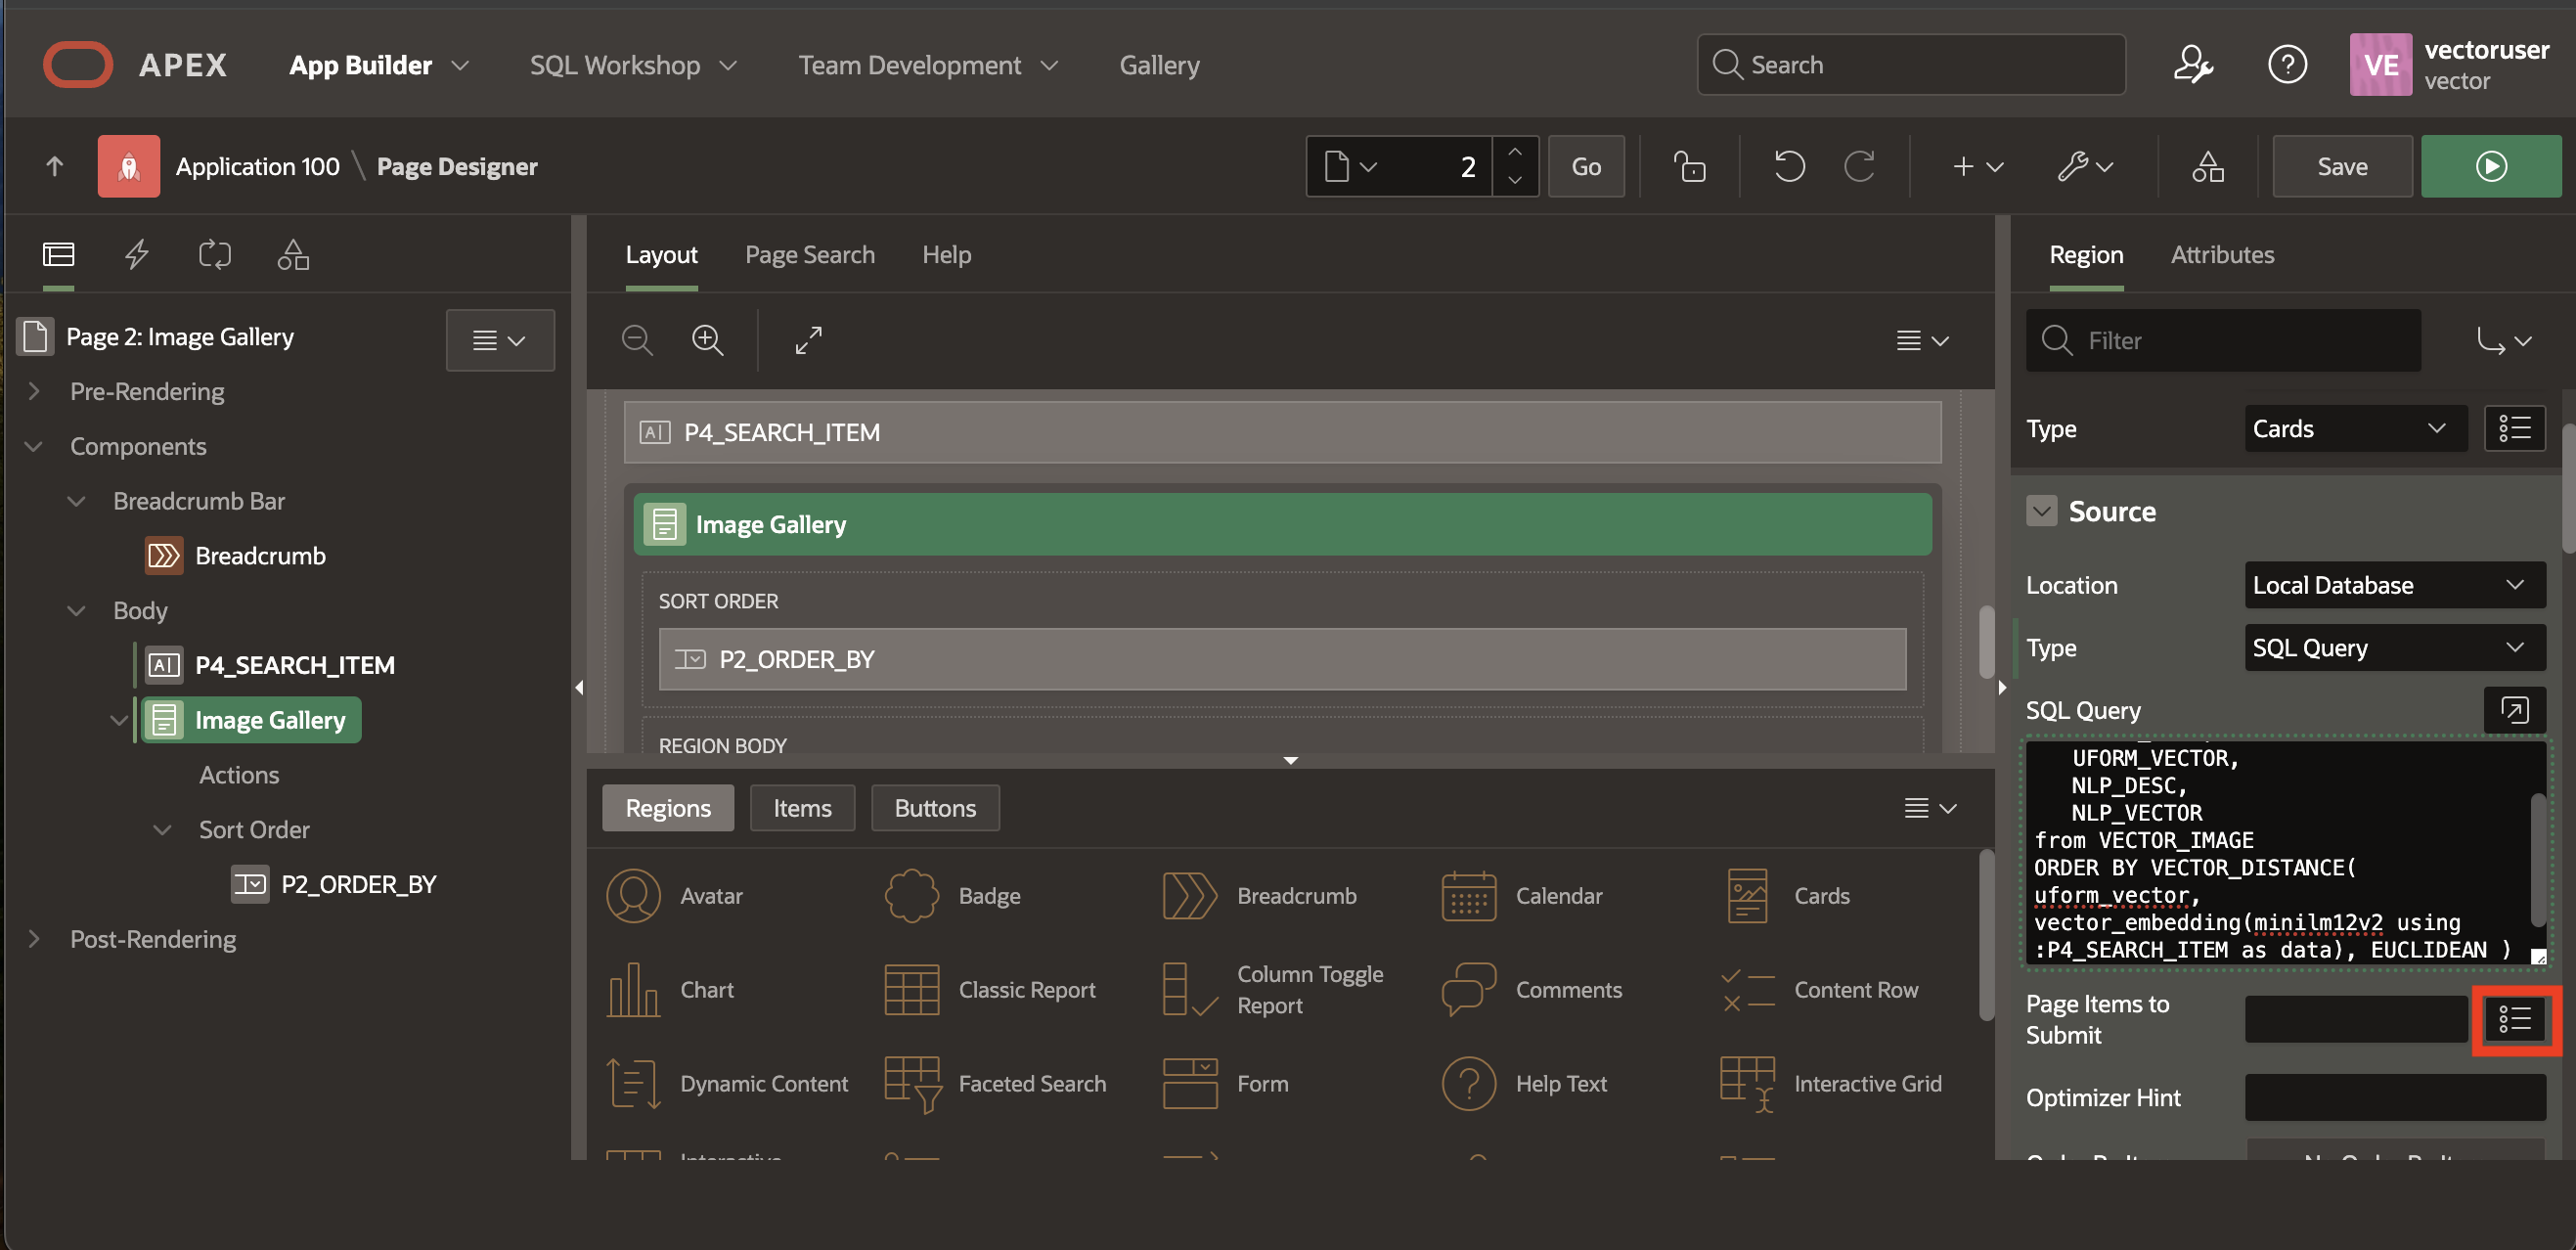 APEX
App Builder
SQL Workshop
Team Development
Gallery
Search
VE
vectoruser
vector
Application 100 \ Page Designer
2
Go
Save
Page 2: Image Gallery
Pre-Rendering
Components
Breadcrumb Bar
Breadcrumb
Body
P4_SEARCH_ITEM
Image Gallery
Actions
Sort Order
P2_ORDER_BY
Post-Rendering
Layout
Page Search
Help
P4_SEARCH_ITEM
Image Gallery
SORT ORDER
P2_ORDER_BY
REGION BODY
Regions
Items
Buttons
Avatar
Badge
Breadcrumb
Calendar
Cards
Chart
Classic Report
Column Toggle
Report
Comments
Content Row
Dynamic Content
Faceted Search
Form
Help Text
Interactive Grid
Region
Attributes
Filter
Type
Cards
Source
Location
Local Database
Type
SQL Query
SQL Query
UFORM_VECTOR,
NLP_DESC,
NLP_VECTOR
from VECTOR_IMAGE
ORDER BY VECTOR_DISTANCE(
uform_vector,
vector_embedding(minilm12v2 using
:P4_SEARCH_ITEM as data), EUCLIDEAN )
Page Items to
Submit
Optimizer Hint